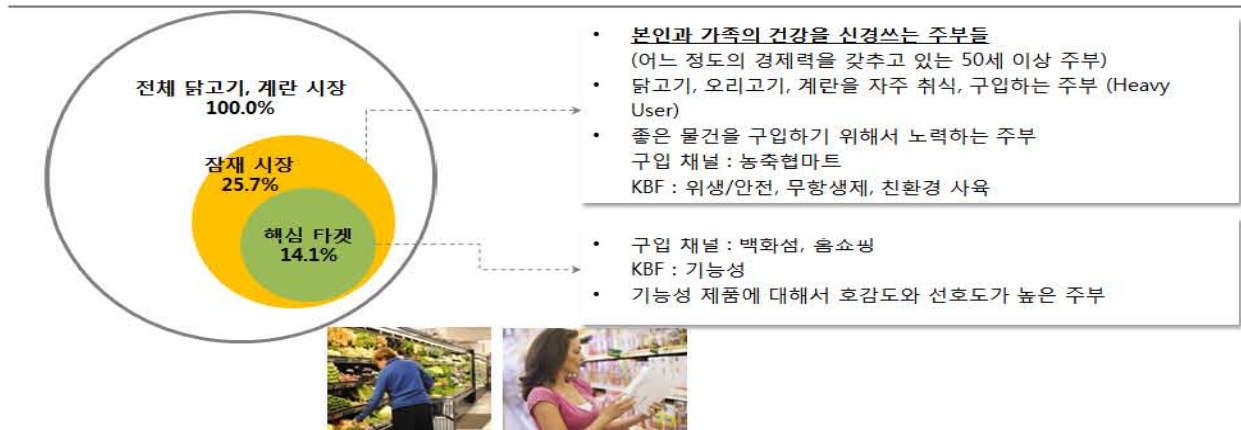 전체 닭고기, 계란 시장
100.0%
잠재 시장
25.7%
핵심 타겟
14.1%
• 본인과 가족의 건강을 신경쓰는 주부들
(어느 정도의 경제력을 갖추고 있는 50세 이상 주부)
• 닭고기, 오리고기, 계란을 자주 취식, 구입하는 주부 (Heavy
User)
• 좋은 물건을 구입하기 위해서 노력하는 주부
구입 채널 : 농축협마트
KBF : 위생/안전, 무항생제, 친환경 사육
• 구입 채널 : 백화점, 홈쇼핑
KBF : 기능성
• 기능성 제품에 대해서 호감도와 선호도가 높은 주부